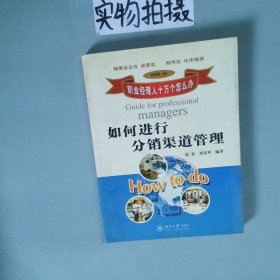 实物拍摄
职业经理人十万个怎么办
Guide for professional
managers
如何进行
分销渠道管理
编著
How to do
北京大学出版社